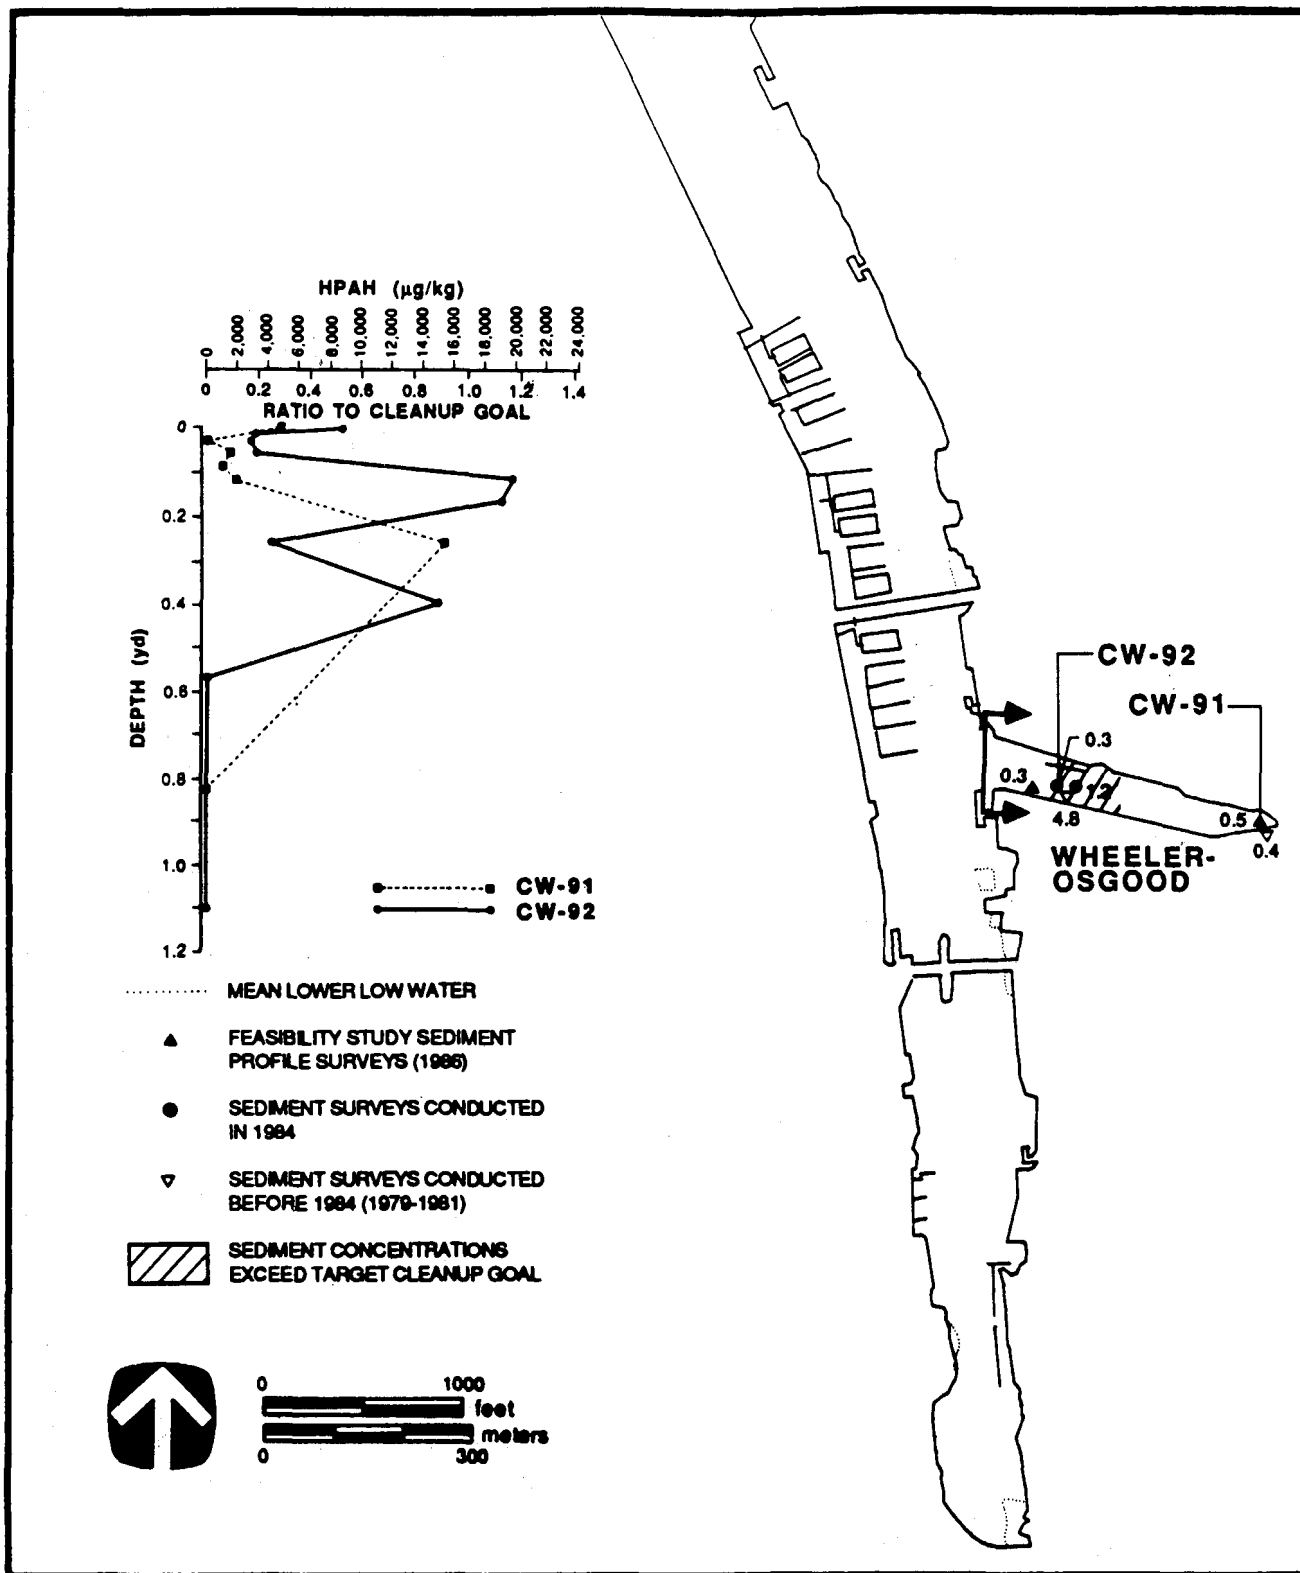 HPAH (µg/kg)
0 2,000 4,000 6,000 8,000 10,000 12,000 14,000 16,000 18,000 20,000 22,000 24,000
0 0.2 0.4 0.6 0.8 1.0 1.2 1.4
RATIO TO CLEANUP GOAL
DEPTH (yd)
0
0.2
0.4
0.6
0.8
1.0
1.2
CW-91
CW-92
CW-92
CW-91
0.3
0.3
1.2
4.8
0.5
0.4
WHEELER-
OSGOOD
MEAN LOWER LOW WATER
FEASIBILITY STUDY SEDIMENT
PROFILE SURVEYS (1986)
SEDIMENT SURVEYS CONDUCTED
IN 1984
SEDIMENT SURVEYS CONDUCTED
BEFORE 1984 (1979-1981)
SEDIMENT CONCENTRATIONS
EXCEED TARGET CLEANUP GOAL
0 1000
feet
meters
0 300